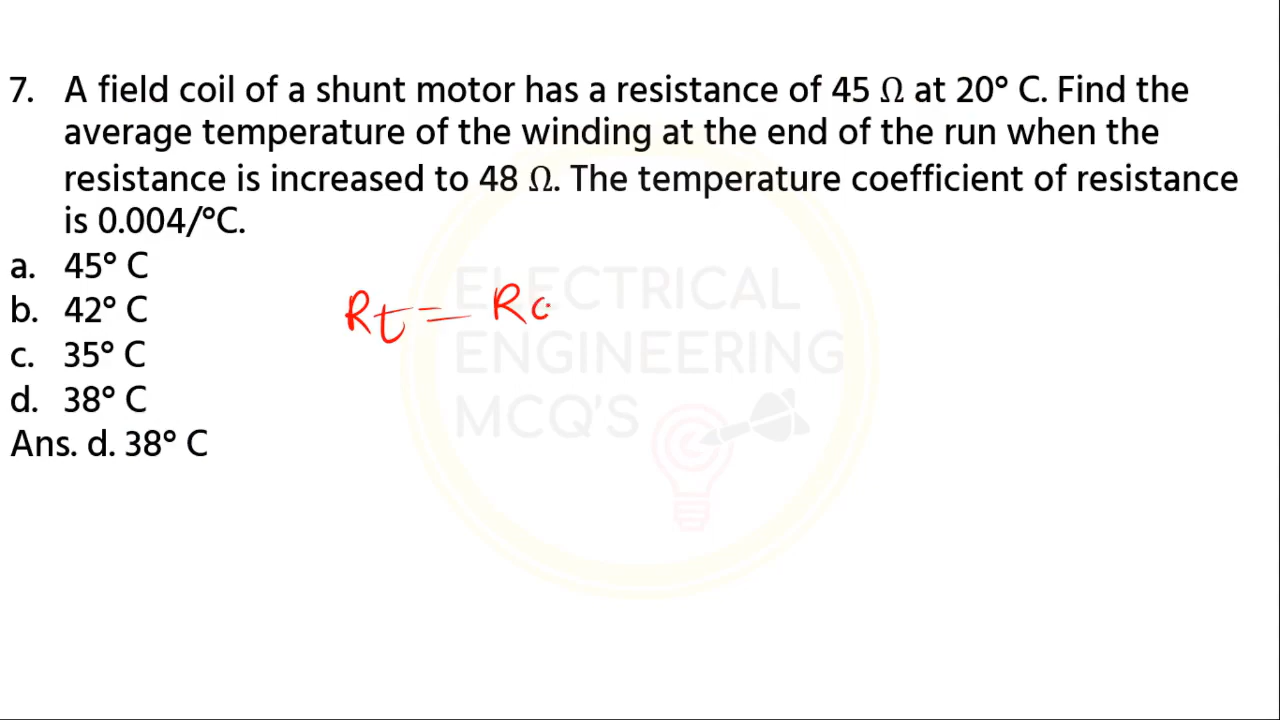 7. A field coil of a shunt motor has a resistance of 45 Ω at 20° C. Find the
average temperature of the winding at the end of the run when the
resistance is increased to 48 Ω. The temperature coefficient of resistance
is 0.004/°C.
a. 45° C
b. 42° C
c. 35° C
d. 38° C
Ans. d. 38° C
Rt = R
ELECTRICAL
ENGINEERING
MCQ'S